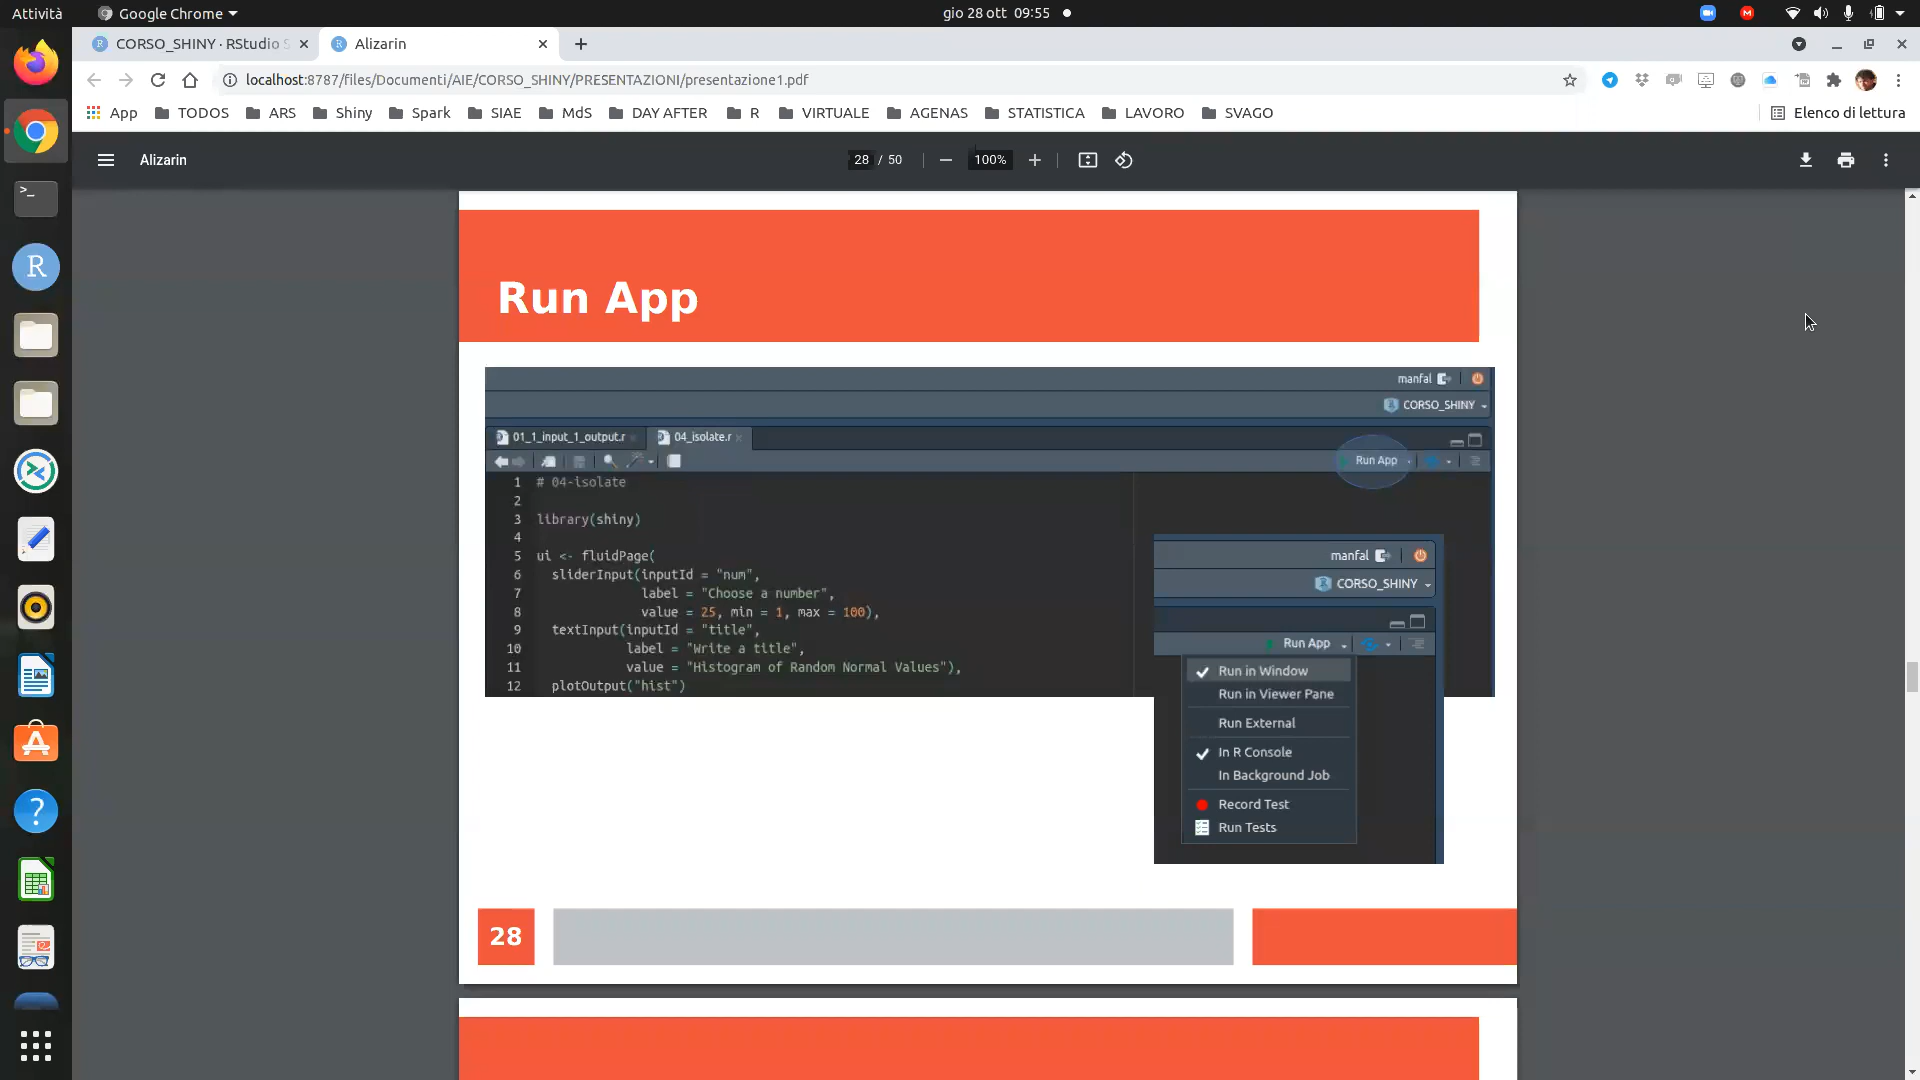 Attività
Google Chrome
gio 28 ott 09:55
CORSO_SHINY · RStudio S
Alizarin
localhost:8787/files/Documenti/AIE/CORSO_SHINY/PRESENTAZIONI/presentazione1.pdf
App TODOS ARS Shiny Spark SIAE MdS DAY AFTER R VIRTUALE AGENAS STATISTICA LAVORO SVAGO Elenco di lettura
Alizarin
28 / 50
100%
Run App
manfal
CORSO_SHINY
01_1_input_1_output.r
04_isolate.r
Run App
1 # 04-isolate
2
3 library(shiny)
4
5 ui <- fluidPage(
6 sliderInput(inputId = "num",
7 label = "Choose a number",
8 value = 25, min = 1, max = 100),
9 textInput(inputId = "title",
10 label = "Write a title",
11 value = "Histogram of Random Normal Values"),
12 plotOutput("hist")
manfal
CORSO_SHINY
Run App
Run in Window
Run in Viewer Pane
Run External
In R Console
In Background Job
Record Test
Run Tests
28